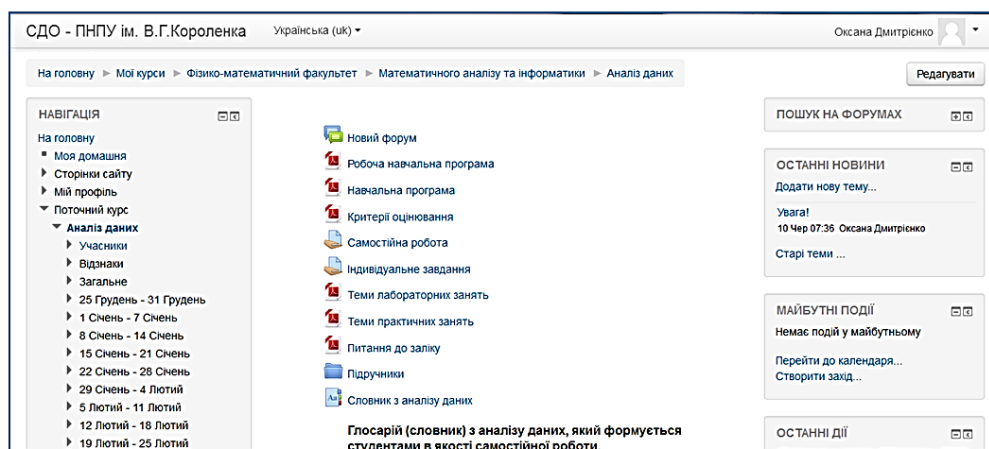 СДО - ПНПУ ім. В.Г.Короленка
Українська (uk)
Оксана Дмитрієнко
На головну
Мої курси
Фізико-математичний факультет
Математичного аналізу та інформатики
Аналіз даних
Редагувати
НАВІГАЦІЯ
На головну
Моя домашня
Сторінки сайту
Мій профіль
Поточний курс
Аналіз даних
Учасники
Відзнаки
Загальне
25 Грудень - 31 Грудень
1 Січень - 7 Січень
8 Січень - 14 Січень
15 Січень - 21 Січень
22 Січень - 28 Січень
29 Січень - 4 Лютий
5 Лютий - 11 Лютий
12 Лютий - 18 Лютий
19 Лютий - 25 Лютий
Новий форум
Робоча навчальна програма
Навчальна програма
Критерії оцінювання
Самостійна робота
Індивідуальне завдання
Теми лабораторних занять
Теми практичних занять
Питання до заліку
Підручники
Словник з аналізу даних
Глосарій (словник) з аналізу даних, який формується
студентами в якості самостійної роботи.
ПОШУК НА ФОРУМАХ
ОСТАННІ НОВИНИ
Додати нову тему...
Увага!
10 Чер 07:36 Оксана Дмитрієнко
Старі теми ...
МАЙБУТНІ ПОДІЇ
Немає подій у майбутньому
Перейти до календаря...
Створити захід...
ОСТАННІ ДІЇ